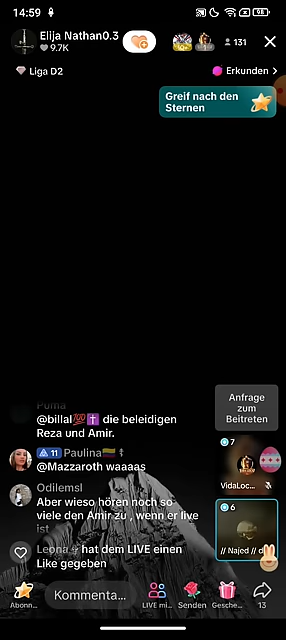 14:59
98
Elija Nathan0.3
9.7K
131
Liga D2
Erkunden
Greif nach den
Sternen
Anfrage
zum
Beitreten
Puma
@billal💯✝️ die beleidigen
Reza und Amir.
11 Paulina
@Mazzaroth waaaas
Odilemsl
Aber wieso hören noch so
viele den Amir zu , wenn er live
ist
Leona hat dem LIVE einen
Like gegeben
7
VidaLoc...
6
// Najed // d
Abonn...
Kommenta...
LIVE mi...
Senden
Gesche...
13